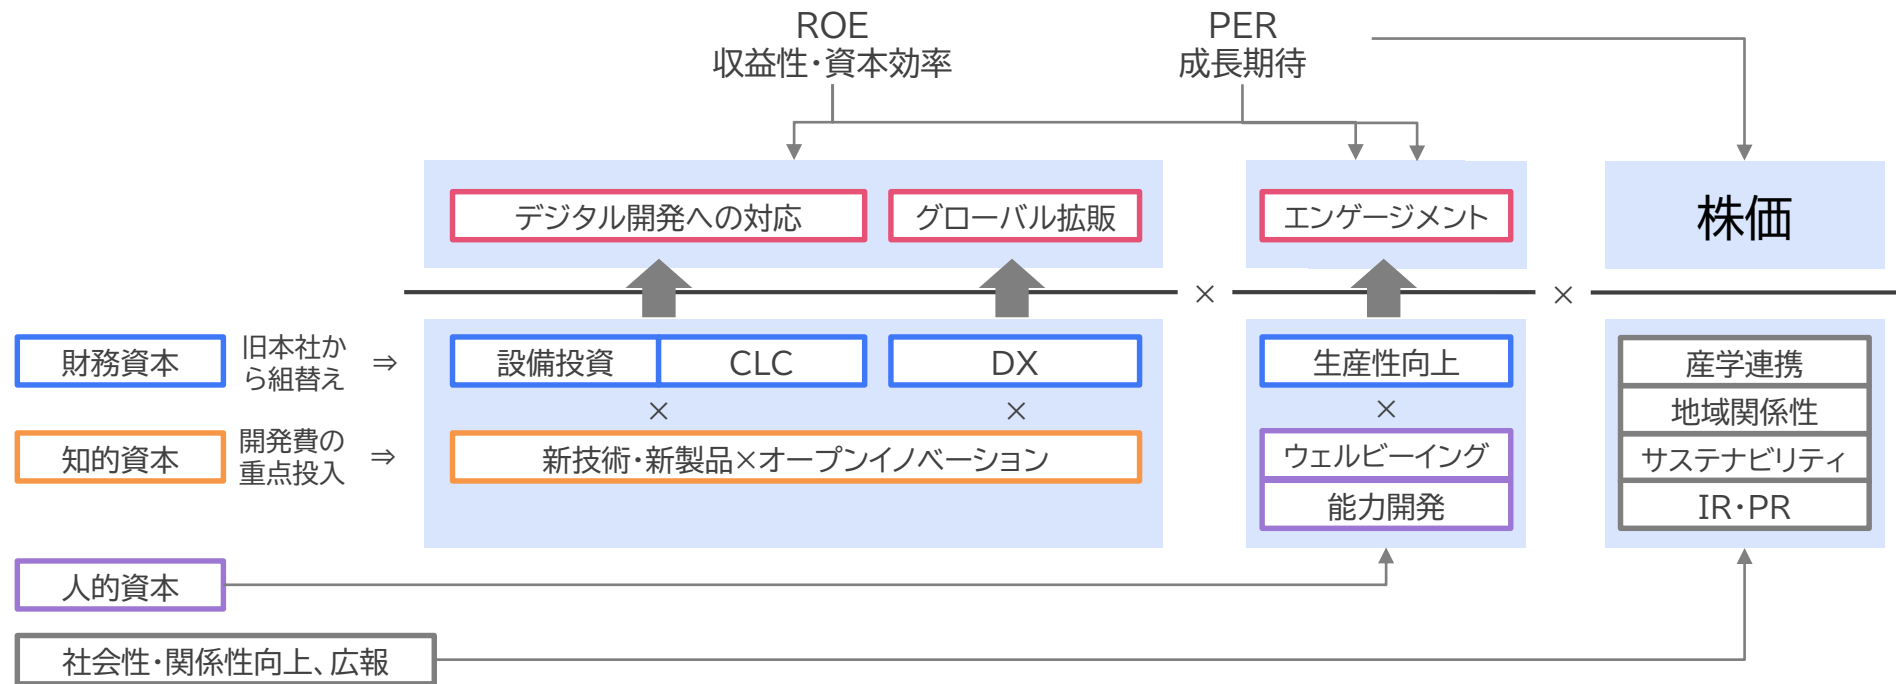 ROE
収益性・資本効率
PER
成長期待
デジタル開発への対応
グローバル拡販
エンゲージメント
株価
×
×
財務資本
旧本社か
ら組替え
⇒
設備投資
CLC
DX
生産性向上
産学連携
×
×
×
地域関係性
知的資本
開発費の
重点投入
⇒
新技術・新製品×オープンイノベーション
ウェルビーイング
サステナビリティ
能力開発
IR・PR
人的資本
社会性・関係性向上、広報